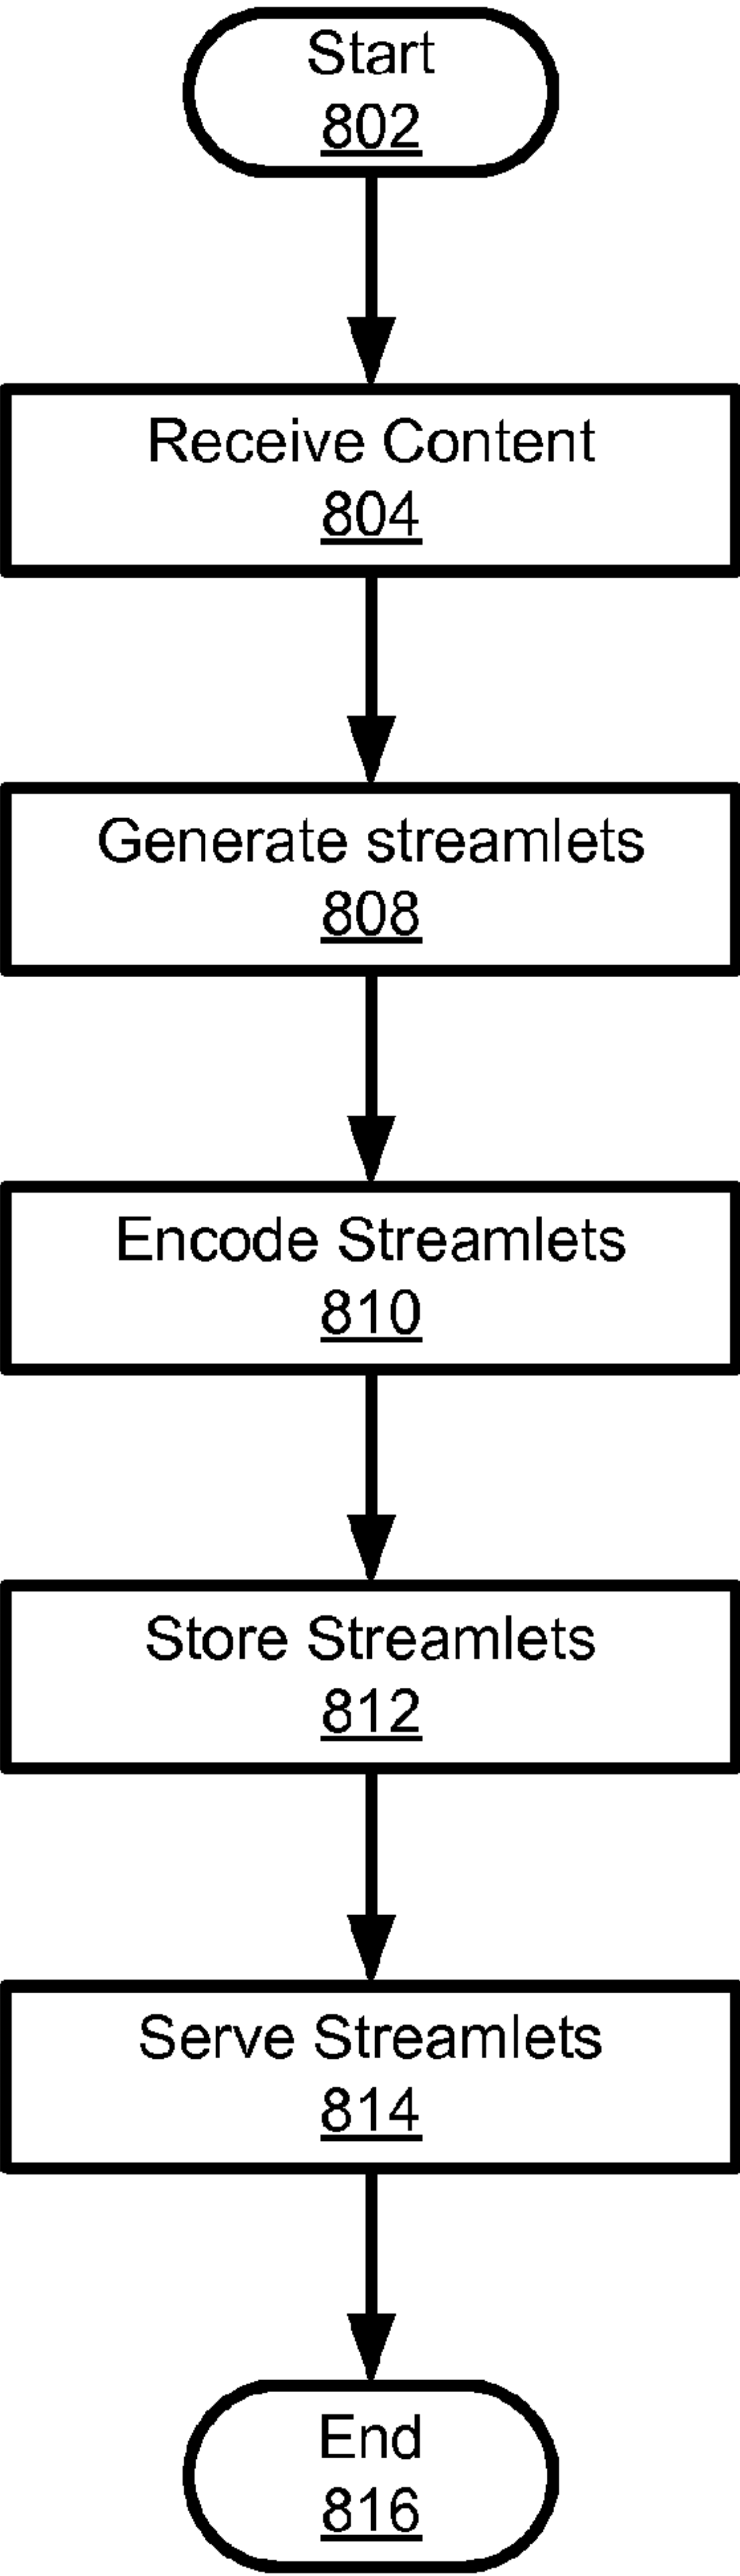 Start
802
Receive Content
804
Generate streamlets
808
Encode Streamlets
810
Store Streamlets
812
Serve Streamlets
814
End
816